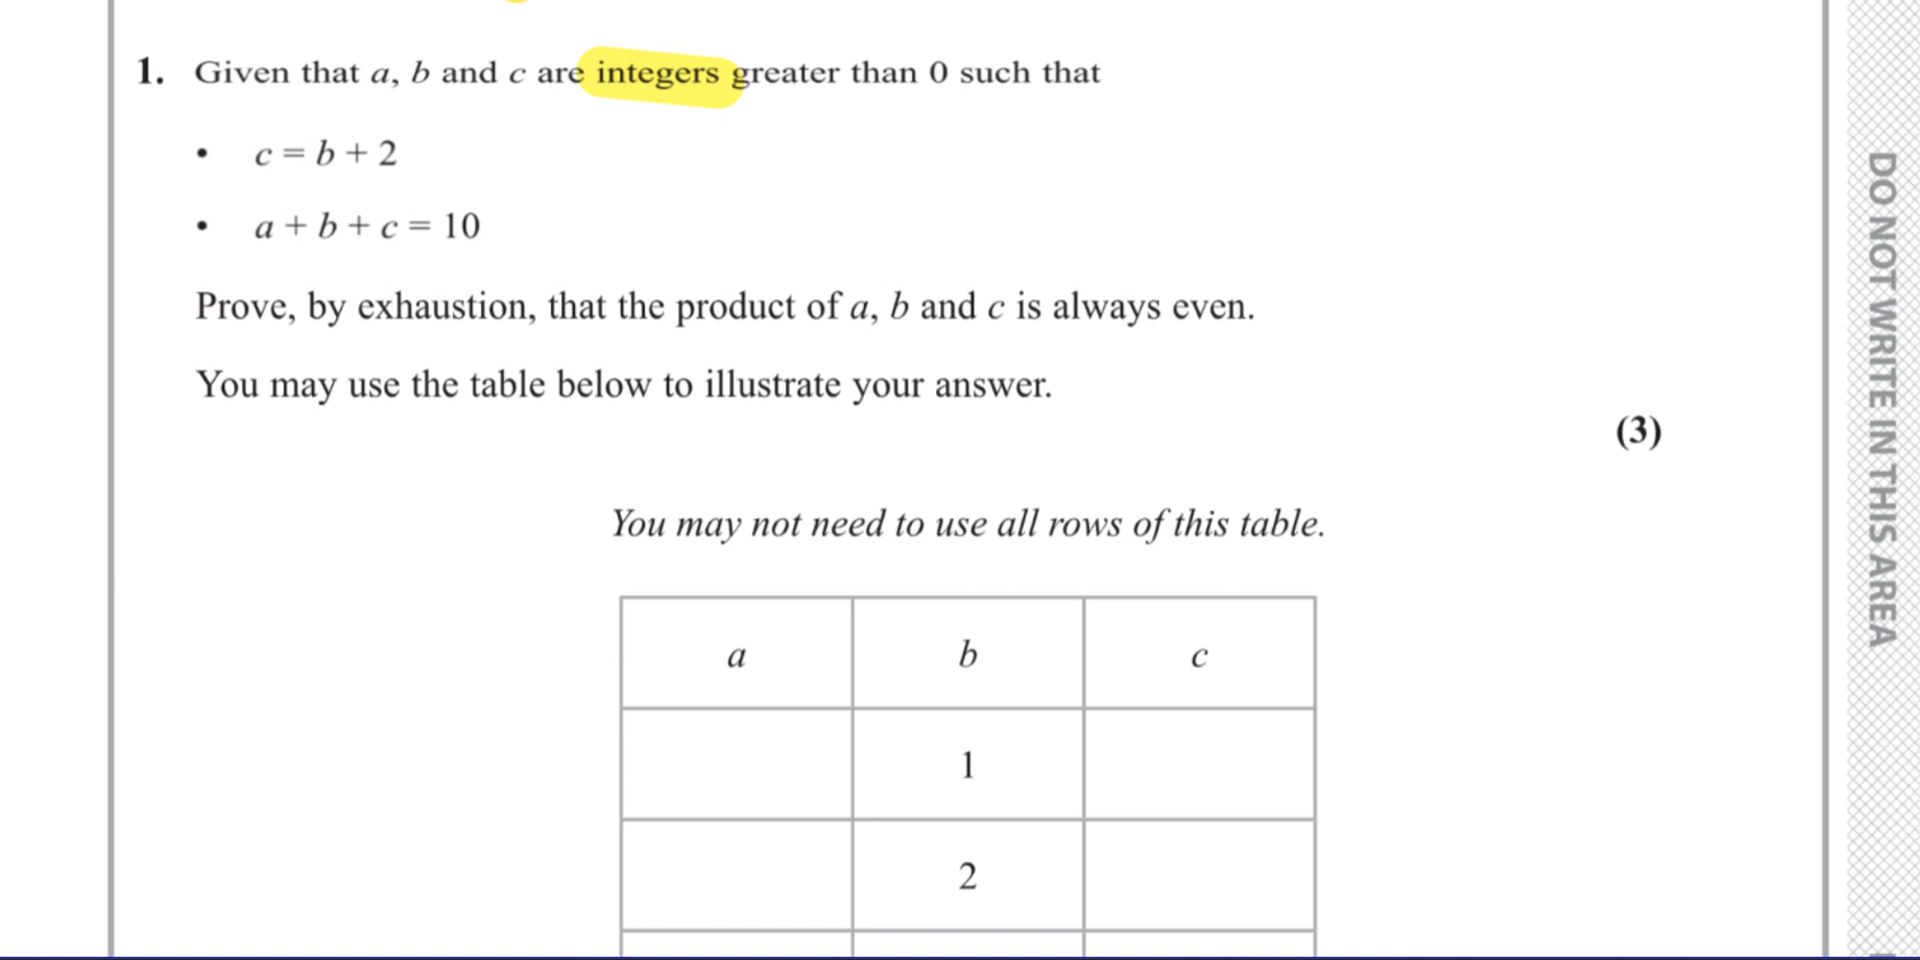 1. Given that a, b and c are integers greater than 0 such that
• c = b + 2
• a + b + c = 10
Prove, by exhaustion, that the product of a, b and c is always even.
You may use the table below to illustrate your answer.
(3)
You may not need to use all rows of this table.
a b c
1
2
DO NOT WRITE IN THIS AREA